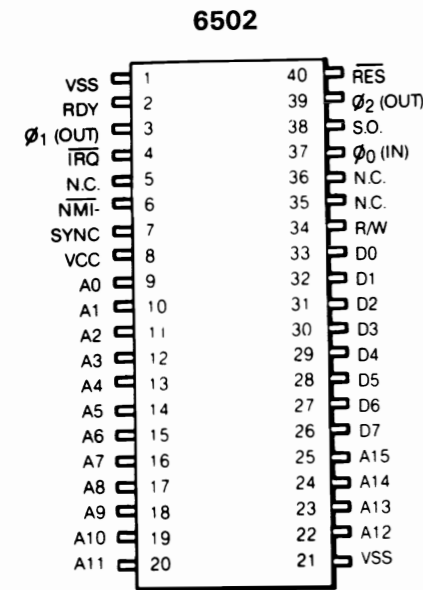 6502
VSS 1 40 RES
RDY 2 39 Ø2 (OUT)
Ø1 (OUT) 3 38 S.O.
IRQ 4 37 Ø0 (IN)
N.C. 5 36 N.C.
NMI- 6 35 N.C.
SYNC 7 34 R/W
VCC 8 33 D0
A0 9 32 D1
A1 10 31 D2
A2 11 30 D3
A3 12 29 D4
A4 13 28 D5
A5 14 27 D6
A6 15 26 D7
A7 16 25 A15
A8 17 24 A14
A9 18 23 A13
A10 19 22 A12
A11 20 21 VSS